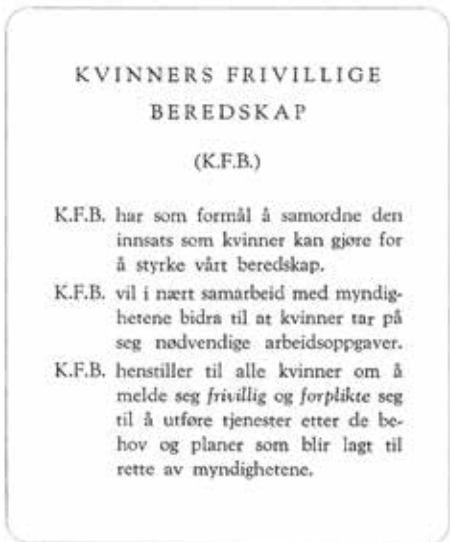 KVINNERS FRIVILLIGE
BEREDSKAP
(K.F.B.)
K.F.B. har som formål å samordne den
innsats som kvinner kan gjøre for
å styrke vårt beredskap.
K.F.B. vil i nært samarbeid med myndig-
hetene bidra til at kvinner tar på
seg nødvendige arbeidsoppgaver.
K.F.B. henstiller til alle kvinner om å
melde seg frivillig og forplikte seg
til å utføre tjenester etter de be-
hov og planer som blir lagt til
rette av myndighetene.